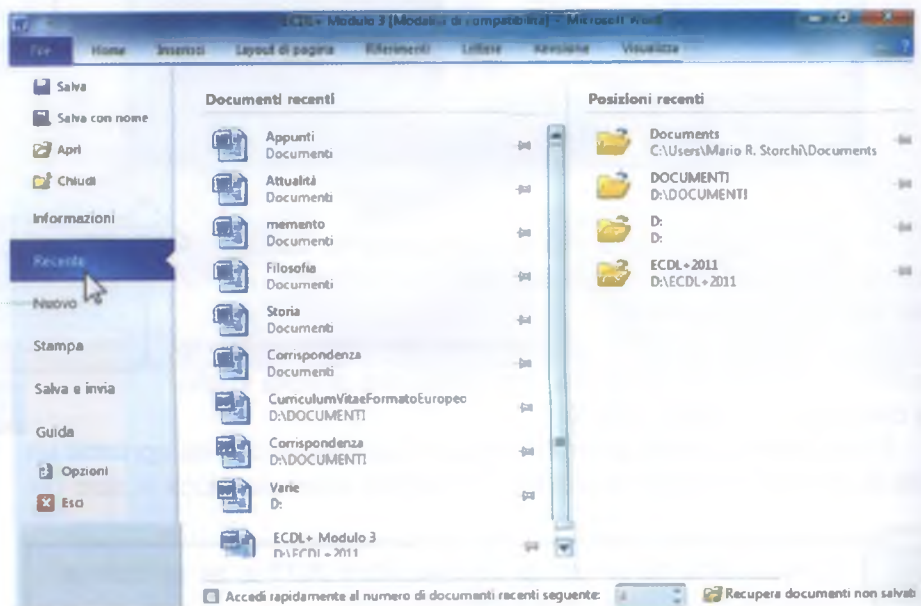 ECDL+ Modulo 3 [Modalità di compatibilità] - Microsoft Word
File Home Inserisci Layout di pagina Riferimenti Lettere Revisione Visualizza
Salva
Salva con nome
Apri
Chiudi
Informazioni
Recente
Nuovo
Stampa
Salva e invia
Guida
Opzioni
Esci
Documenti recenti
Appunti
Documenti
Attualità
Documenti
memento
Documenti
Filosofia
Documenti
Storia
Documenti
Corrispondenza
Documenti
CurriculumVitaeFormatoEuropeo
D:\DOCUMENTI
Corrispondenza
D:\DOCUMENTI
Varie
D:
ECDL+ Modulo 3
D:\ECDL+2011
Posizioni recenti
Documents
C:\Users\Mario R. Storchi\Documents
DOCUMENTI
D:\DOCUMENTI
D:
D:
ECDL+2011
D:\ECDL+2011
Accedi rapidamente al numero di documenti recenti seguente: 4
Recupera documenti non salvati